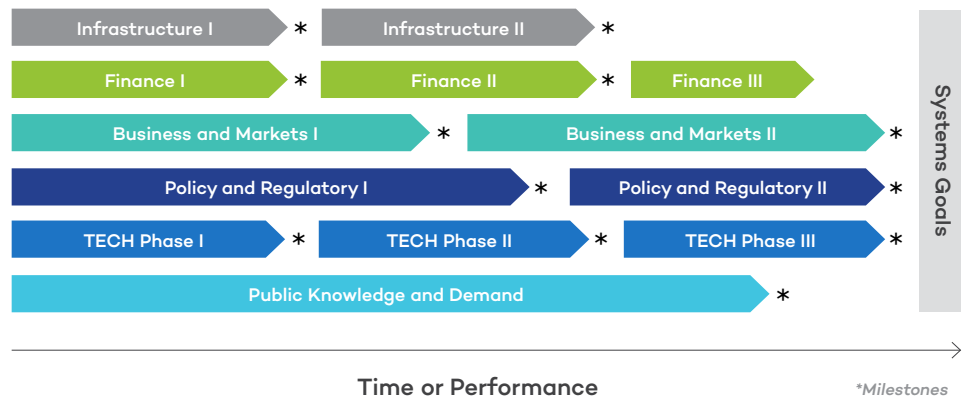 Infrastructure I * Infrastructure II *
Finance I * Finance II * Finance III
Business and Markets I * Business and Markets II *
Policy and Regulatory I * Policy and Regulatory II *
TECH Phase I * TECH Phase II * TECH Phase III *
Public Knowledge and Demand *
Systems Goals
Time or Performance
*Milestones